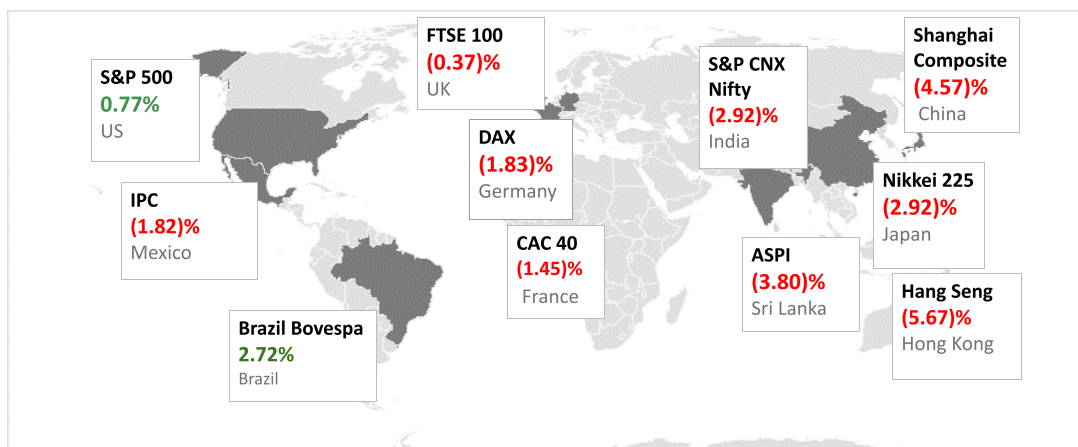 S&P 500
0.77%
US
FTSE 100
(0.37)%
UK
S&P CNX
Nifty
(2.92)%
India
Shanghai
Composite
(4.57)%
China
DAX
(1.83)%
Germany
IPC
(1.82)%
Mexico
Nikkei 225
(2.92)%
Japan
CAC 40
(1.45)%
France
ASPI
(3.80)%
Sri Lanka
Hang Seng
(5.67)%
Hong Kong
Brazil Bovespa
2.72%
Brazil